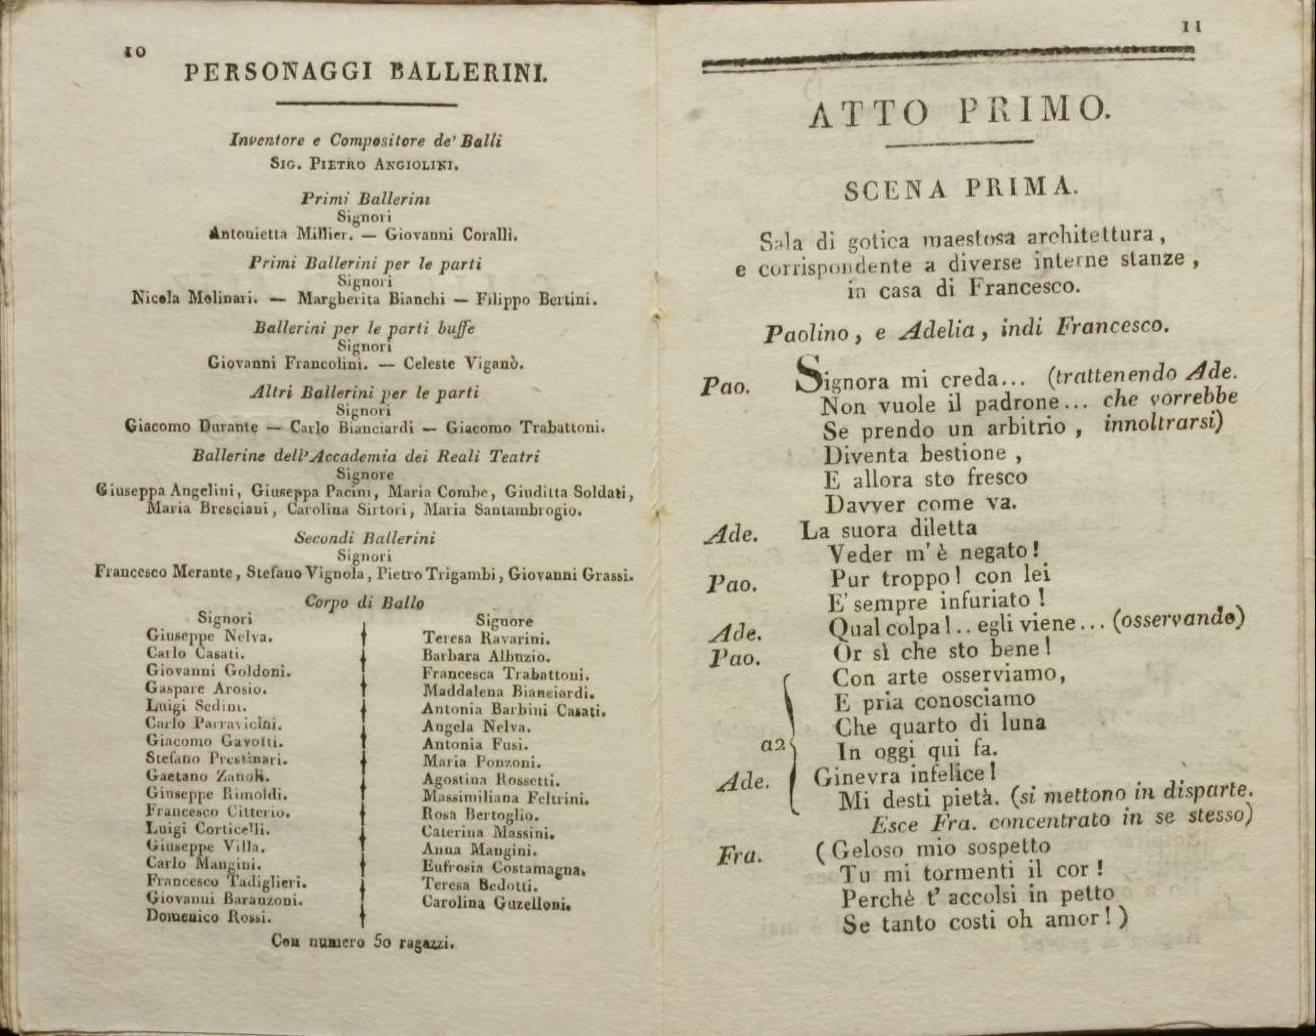 10
PERSONAGGI BALLERINI.
Inventore e Compositore de' Balli
SIG. PIETRO ANGIOLINI.
Primi Ballerini
Signori
Antonietta Millier. — Giovanni Coralli.
Primi Ballerini per le parti
Signori
Nicola Molinari. — Margherita Bianchi — Filippo Bertini.
Ballerini per le parti buffe
Signori
Giovanni Francolini. — Celeste Viganò.
Altri Ballerini per le parti
Signori
Giacomo Durante — Carlo Bianciardi — Giacomo Trabattoni.
Ballerine dell'Accademia dei Reali Teatri
Signore
Giuseppa Angelini, Giuseppa Pacini, Maria Combe, Giuditta Soldati,
Maria Bresciani, Carolina Sirtori, Maria Santambrogio.
Secondi Ballerini
Signori
Francesco Merante, Stefano Vignola, Pietro Trigambi, Giovanni Grassi.
Corpo di Ballo
Signori
Giuseppe Nelva.
Carlo Casati.
Giovanni Goldoni.
Gaspare Arosio.
Luigi Sedini.
Carlo Parravicini.
Giacomo Gavotti.
Stefano Prestinari.
Gaetano Zanoli.
Giuseppe Rimoldi.
Francesco Citterio.
Luigi Corticelli.
Giuseppe Villa.
Carlo Mangini.
Francesco Tadiglieri.
Giovanni Baranzoni.
Domenico Rossi.
Signore
Teresa Ravarini.
Barbara Albuzio.
Francesca Trabattoni.
Maddalena Bianciardi.
Antonia Barbini Casati.
Angela Nelva.
Antonia Fusi.
Maria Ponzoni.
Agostina Rossetti.
Massimiliana Feltrini.
Rosa Bertoglio.
Caterina Massini.
Anna Mangini.
Eufrosia Costamagna.
Teresa Bedotti.
Carolina Guzelloni.
Con numero 50 ragazzi.
11
ATTO PRIMO.
SCENA PRIMA.
Sala di gotica maestosa architettura,
e corrispondente a diverse interne stanze,
in casa di Francesco.
Paolino, e Adelia, indi Francesco.
Pao. Signora mi creda... (trattenendo Ade.
Non vuole il padrone... che vorrebbe
Se prendo un arbitrio, innoltrarsi)
Diventa bestione,
E allora sto fresco
Davver come va.
Ade. La suora diletta
Veder m' è negato!
Pao. Pur troppo! con lei
E' sempre infuriato!
Ade. Qual colpa!.. egli viene... (osservando)
Pao. Or sì che sto bene!
Con arte osserviamo,
E pria conosciamo
Che quarto di luna
a2 In oggi qui fa.
Ade. Ginevra infelice!
Mi desti pietà. (si mettono in disparte.
Esce Fra. concentrato in se stesso)
Fra. (Geloso mio sospetto
Tu mi tormenti il cor!
Perchè t' accolsi in petto
Se tanto costi oh amor!)